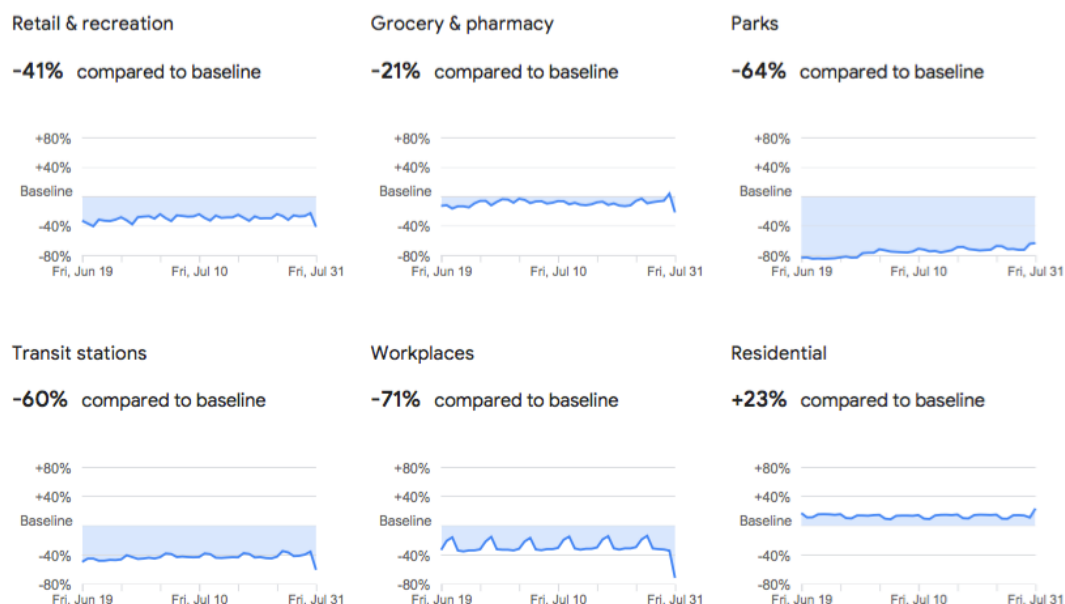 Retail & recreation
-41% compared to baseline
+80%
+40%
Baseline
-40%
-80%
Fri, Jun 19 Fri, Jul 10 Fri, Jul 31
Grocery & pharmacy
-21% compared to baseline
+80%
+40%
Baseline
-40%
-80%
Fri, Jun 19 Fri, Jul 10 Fri, Jul 31
Parks
-64% compared to baseline
+80%
+40%
Baseline
-40%
-80%
Fri, Jun 19 Fri, Jul 10 Fri, Jul 31
Transit stations
-60% compared to baseline
+80%
+40%
Baseline
-40%
-80%
Fri, Jun 19 Fri, Jul 10 Fri, Jul 31
Workplaces
-71% compared to baseline
+80%
+40%
Baseline
-40%
-80%
Fri, Jun 19 Fri, Jul 10 Fri, Jul 31
Residential
+23% compared to baseline
+80%
+40%
Baseline
-40%
-80%
Fri, Jun 19 Fri, Jul 10 Fri, Jul 31